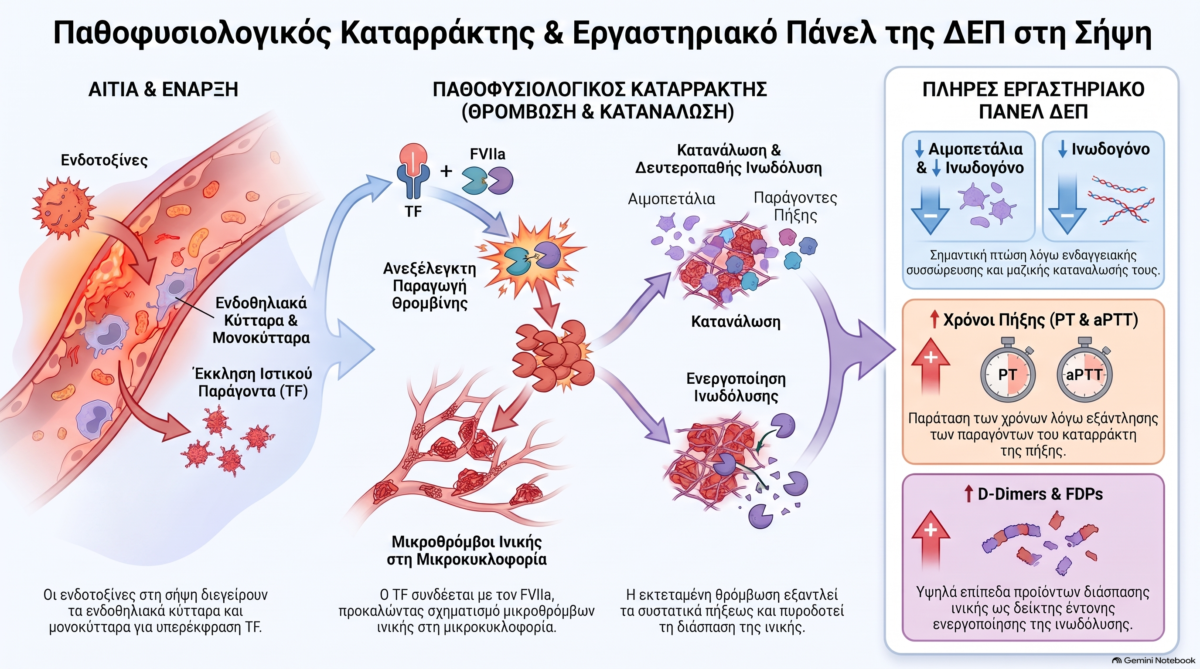 Παθοφυσιολογικός Καταρράκτης & Εργαστηριακό Πάνελ της ΔΕΠ στη Σήψη
ΑΙΤΙΑ & ΕΝΑΡΞΗ
Ενδοτοξίνες
Ενδοθηλιακά
Κύτταρα &
Μονοκύτταρα
Έκκληση Ιστικού
Παράγοντα (TF)
Οι ενδοτοξίνες στη σήψη διεγείρουν
τα ενδοθηλιακά κύτταρα και
μονοκύτταρα για υπερέκφραση TF.
ΠΑΘΟΦΥΣΙΟΛΟΓΙΚΟΣ ΚΑΤΑΡΡΑΚΤΗΣ
(ΘΡΟΜΒΩΣΗ & ΚΑΤΑΝΑΛΩΣΗ)
FVIIa
+
TF
Ανεξέλεγκτη
Παραγωγή
Θρομβίνης
Μικροθρόμβοι Ινικής
στη Μικροκυκλοφορία
Ο TF συνδέεται με τον FVIIa,
προκαλώντας σχηματισμό μικροθρόμβων
ινικής στη μικροκυκλοφορία.
Κατανάλωση &
Δευτεροπαθής Ινωδόλυση
Αιμοπετάλια
Παράγοντες
Πήξης
Κατανάλωση
Ενεργοποίηση
Ινωδόλυσης
Η εκτεταμένη θρόμβωση εξαντλεί
τα συστατικά πήξεως και πυροδοτεί
τη διάσπαση της ινικής.
ΠΛΗΡΕΣ ΕΡΓΑΣΤΗΡΙΑΚΟ
ΠΑΝΕΛ ΔΕΠ
↓ Αιμοπετάλια
& ↓ Ινωδογόνο
↓ Ινωδογόνο
Σημαντική πτώση λόγω ενδαγγειακής
συσσώρευσης και μαζικής καταναλωσής τους.
↑ Χρόνοι Πήξης (PT & aPTT)
PT
aPTT
Παράταση των χρόνων λόγω εξάντλησης
των παραγόντων του καταρράκτη
της πήξης.
↑ D-Dimers & FDPs
Υψηλά επίπεδα προϊόντων διάσπασης
ινικής ως δείκτης έντονης
ενεργοποίησης της ινωδόλυσης.
Gemini Notebook